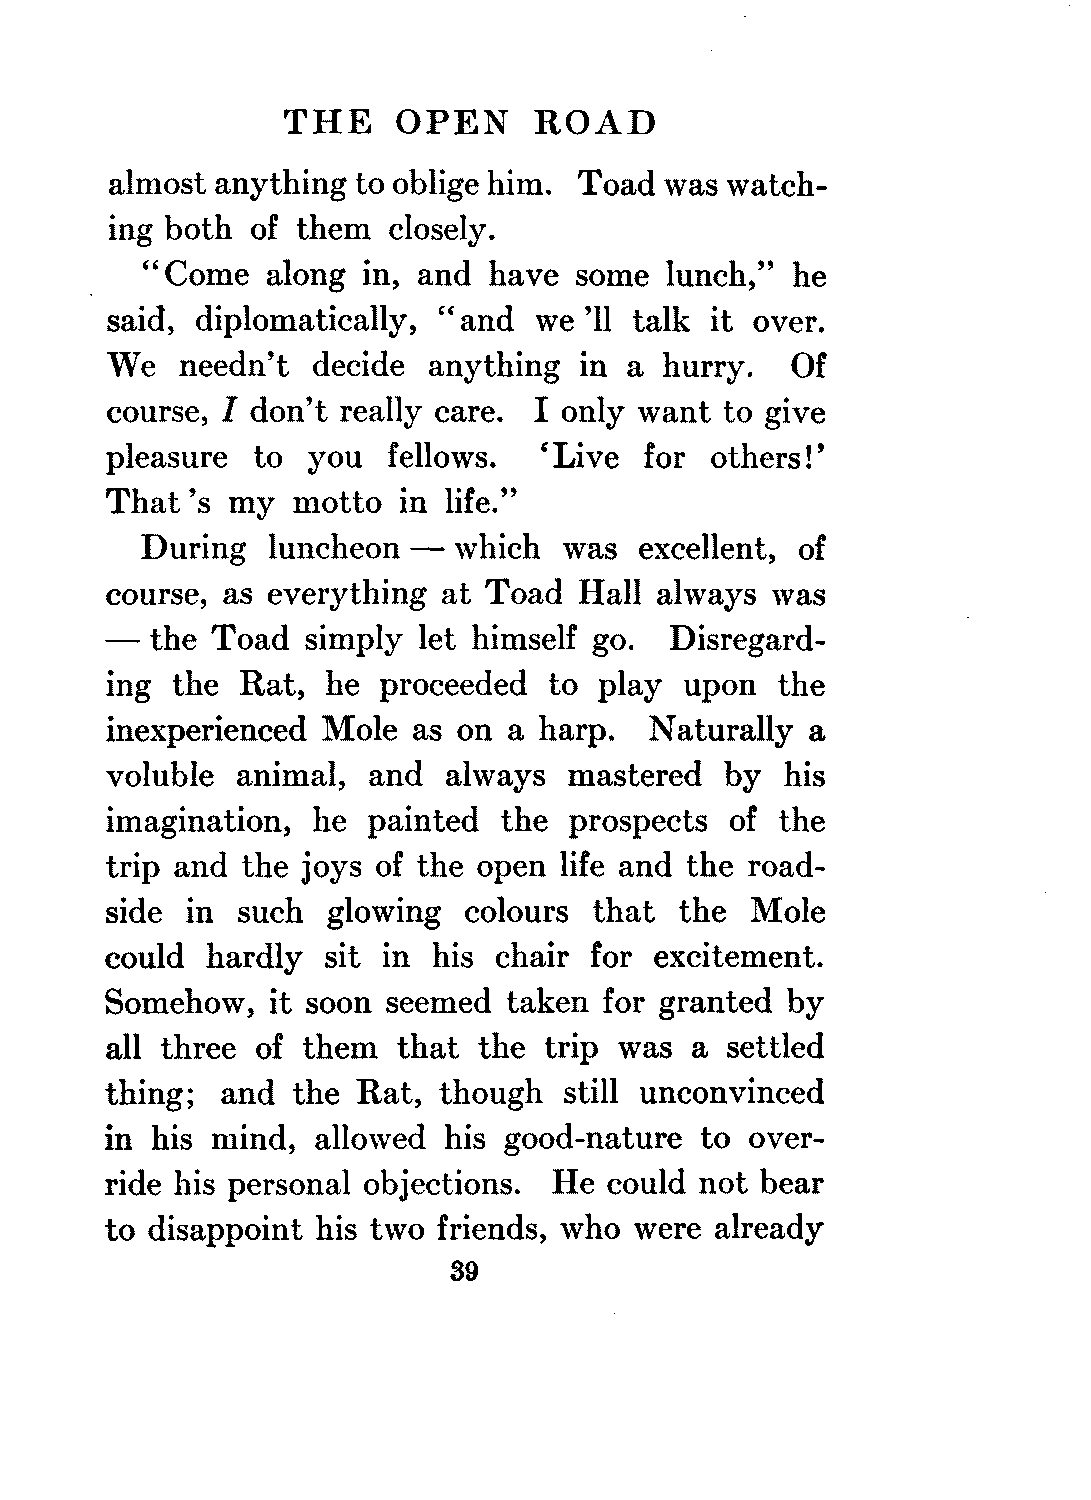 THE OPEN ROAD
almost anything to oblige him. Toad was watch-
ing both of them closely.
“Come along in, and have some lunch,” he
said, diplomatically, “and we ’ll talk it over.
We needn’t decide anything in a hurry. Of
course, I don’t really care. I only want to give
pleasure to you fellows. ‘Live for others!’
That ’s my motto in life.”
During luncheon — which was excellent, of
course, as everything at Toad Hall always was
— the Toad simply let himself go. Disregard-
ing the Rat, he proceeded to play upon the
inexperienced Mole as on a harp. Naturally a
voluble animal, and always mastered by his
imagination, he painted the prospects of the
trip and the joys of the open life and the road-
side in such glowing colours that the Mole
could hardly sit in his chair for excitement.
Somehow, it soon seemed taken for granted by
all three of them that the trip was a settled
thing; and the Rat, though still unconvinced
in his mind, allowed his good-nature to over-
ride his personal objections. He could not bear
to disappoint his two friends, who were already
39